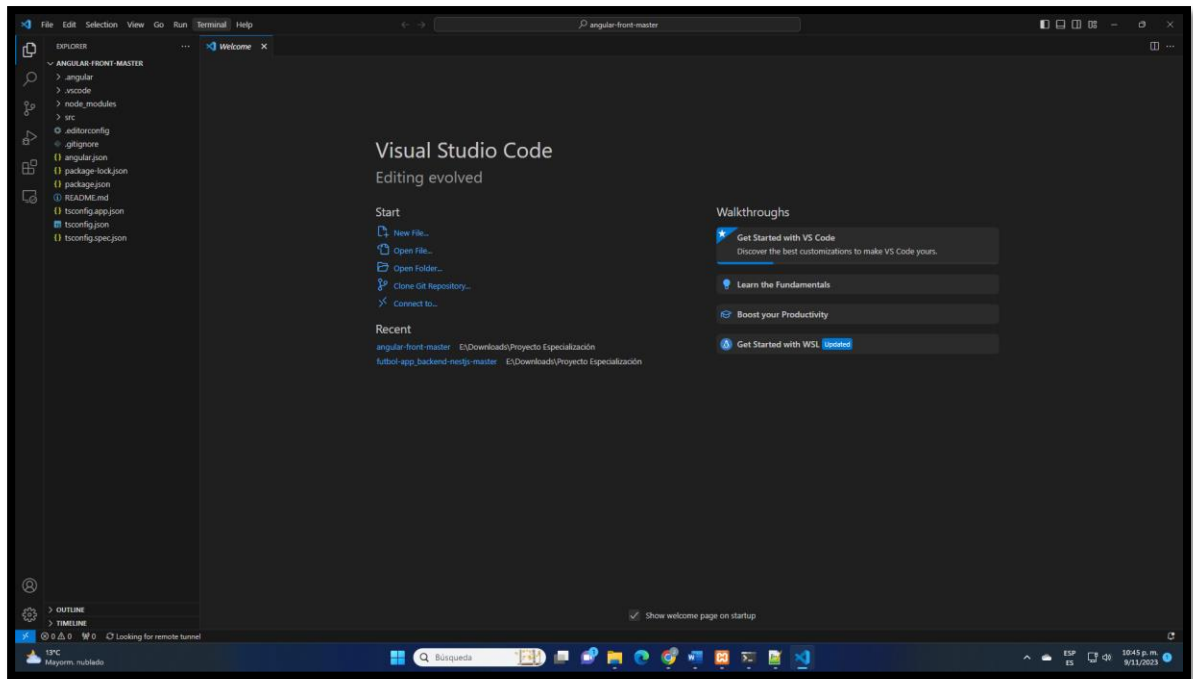 File Edit Selection View Go Run Terminal Help
angular-front-master
EXPLORER
Welcome
ANGULAR-FRONT-MASTER
.angular
.vscode
node_modules
src
.editorconfig
.gitignore
angular.json
package-lock.json
package.json
README.md
tsconfig.app.json
tsconfig.json
tsconfig.spec.json
Visual Studio Code
Editing evolved
Start
New File...
Open File...
Open Folder...
Clone Git Repository...
Connect to...
Recent
angular-front-master E:\Downloads\Proyecto Especialización
futbol-app_backend-nestjs-master E:\Downloads\Proyecto Especialización
Walkthroughs
Get Started with VS Code
Discover the best customizations to make VS Code yours.
Learn the Fundamentals
Boost your Productivity
Get Started with WSL Updated
Show welcome page on startup
OUTLINE
TIMELINE
0 0 0 Looking for remote tunnel
13°C
Mayorm. nublado
Búsqueda
ESP
ES
10:45 p. m.
9/11/2023